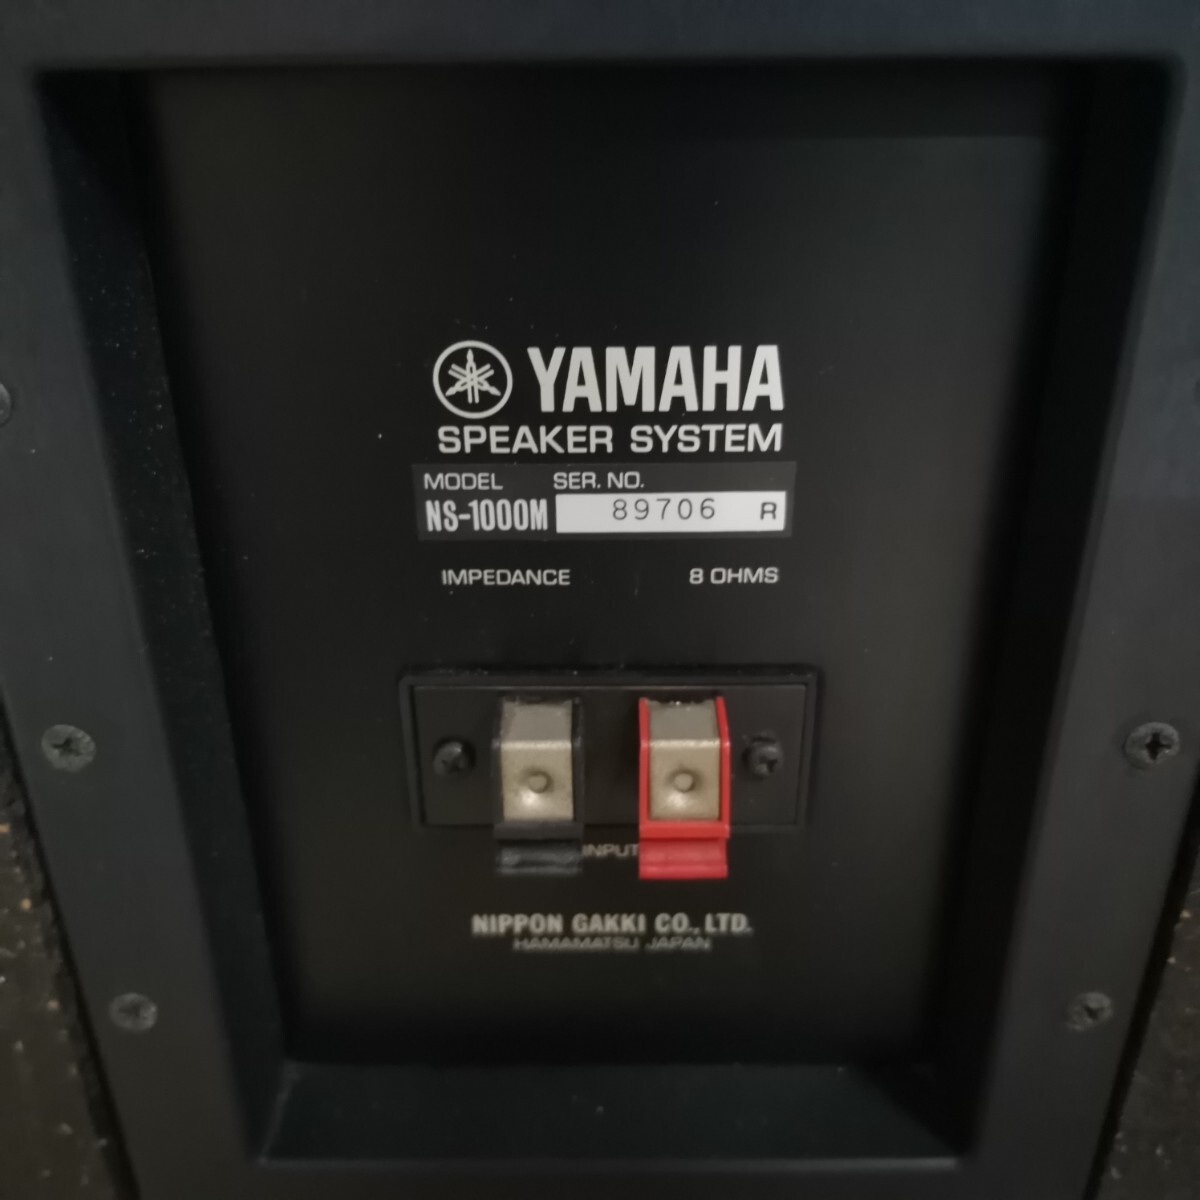 YAMAHA
SPEAKER SYSTEM
MODEL SER. NO.
NS-1000M 89706 R
IMPEDANCE 8 OHMS
INPUT
NIPPON GAKKI CO., LTD.
HAMAMATSU JAPAN